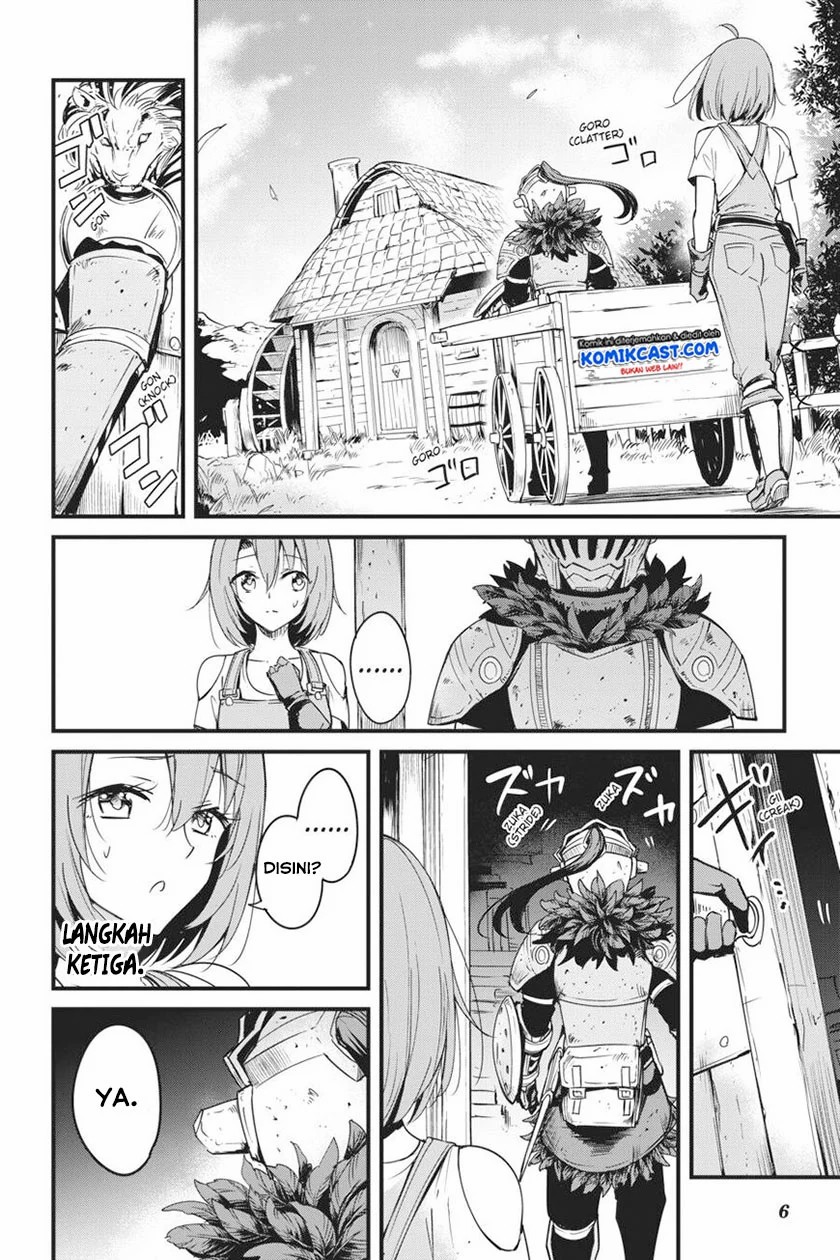 GORO
(CLATTER)
ゴロ
Komik ini diterjemahkan & diedit oleh
KOMIKCAST.COM
BUKAN WEB LAIN!!
GORO
ゴロ
ゴンッ
GON
GON
(KNOCK)
ゴンッ
......
GII
(CREAK)
ギィ
ZUKA
ズカ
ZUKA
(STRIDE)
ズカ
......
DISINI?
LANGKAH
KETIGA.
YA.
6